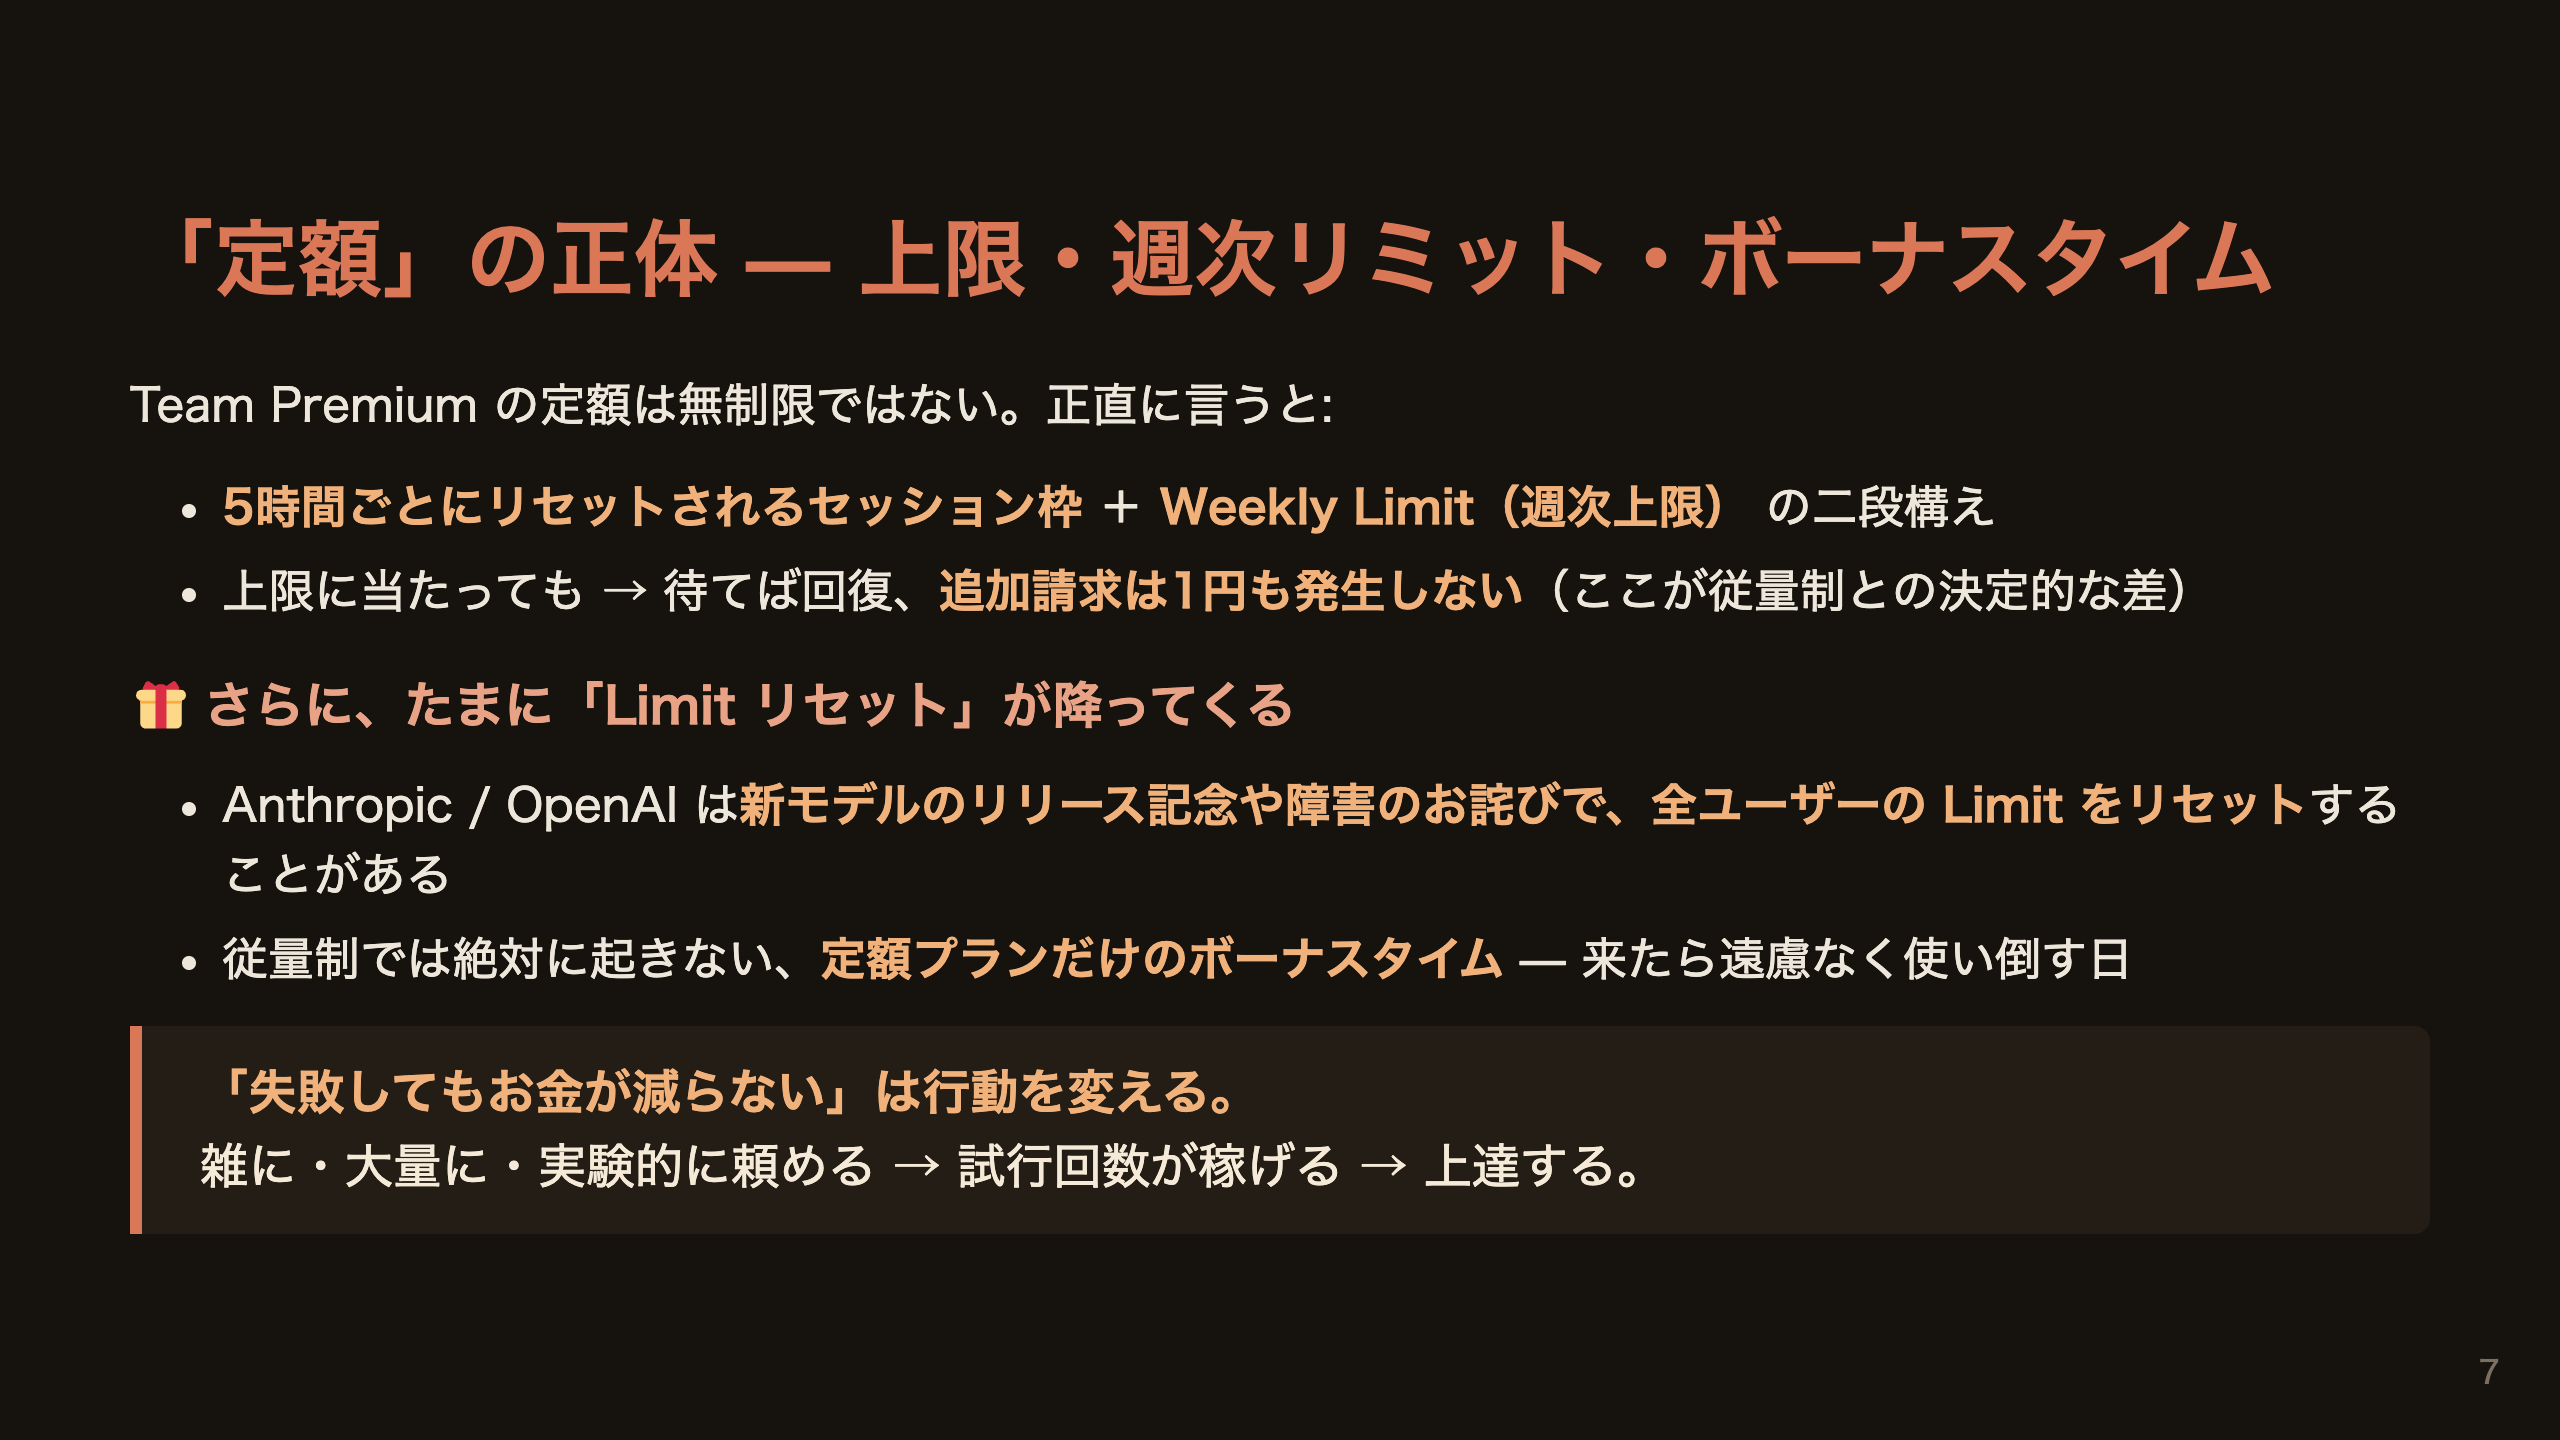 「定額」の正体 — 上限・週次リミット・ボーナスタイム
Team Premium の定額は無制限ではない。正直に言うと:
• 5時間ごとにリセットされるセッション枠 + Weekly Limit（週次上限） の二段構え
• 上限に当たっても → 待てば回復、追加請求は1円も発生しない（ここが従量制との決定的な差）
🎁 さらに、たまに「Limit リセット」が降ってくる
• Anthropic / OpenAI は新モデルのリリース記念や障害のお詫びで、全ユーザーの Limit をリセットする
ことがある
• 従量制では絶対に起きない、定額プランだけのボーナスタイム — 来たら遠慮なく使い倒す日
「失敗してもお金が減らない」は行動を変える。
雑に・大量に・実験的に頼める → 試行回数が稼げる → 上達する。
7